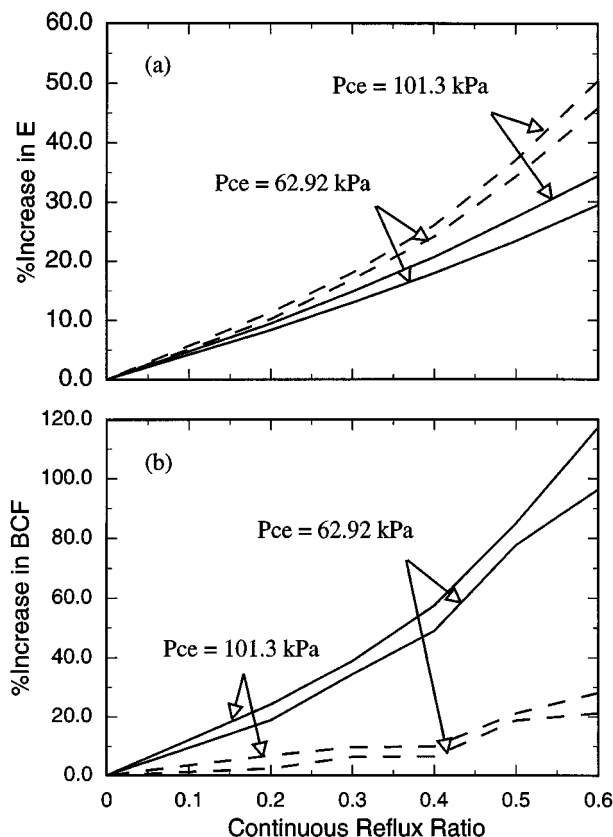 60.0
(a)
Pce = 101.3 kPa
50.0
40.0
Pce = 62.92 kPa
30.0
20.0
10.0
0.0
%Increase in E
120.0
(b)
100.0
Pce = 62.92 kPa
80.0
60.0
Pce = 101.3 kPa
40.0
20.0
0.0
%Increase in BCF
0 0.1 0.2 0.3 0.4 0.5 0.6
Continuous Reflux Ratio